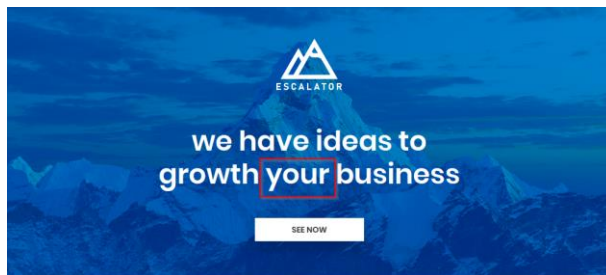 ESCALATOR
we have ideas to
growth your business
SEE NOW